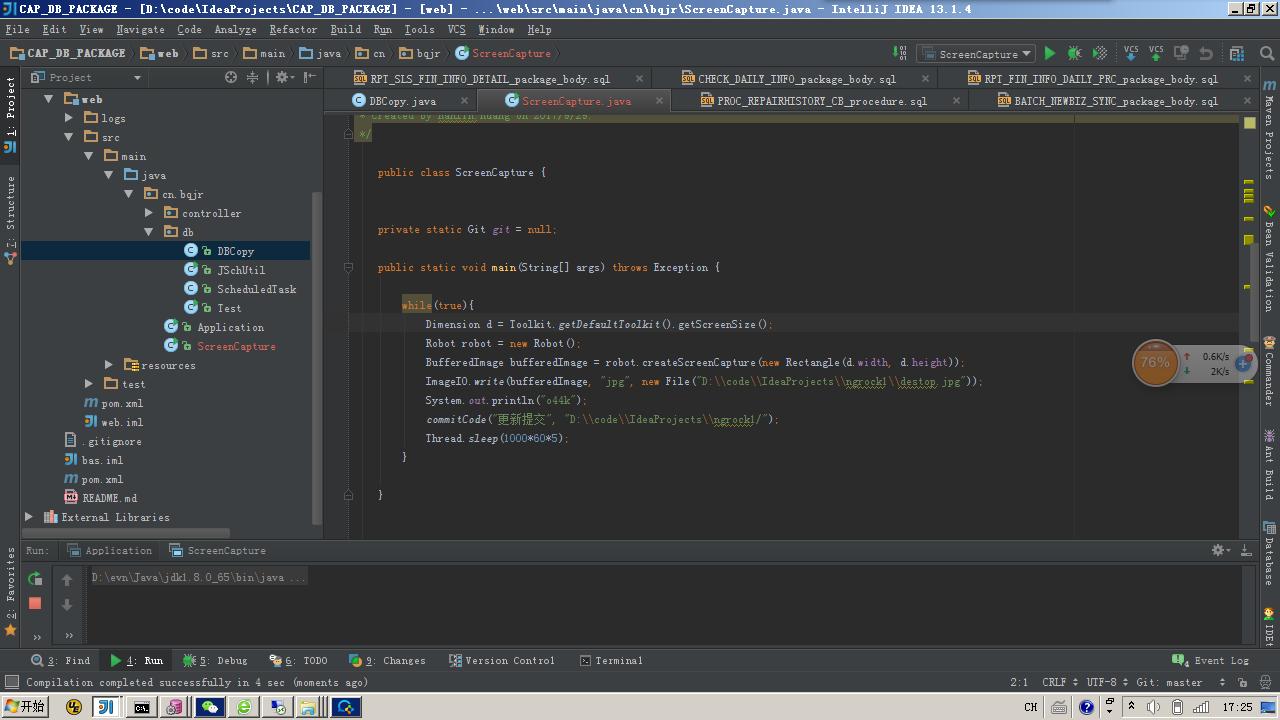 CAP_DB_PACKAGE - [D:\code\IdeaProjects\CAP_DB_PACKAGE] - [web] - ...\web\src\main\java\cn\bqjr\ScreenCapture.java - IntelliJ IDEA 13.1.4
File Edit View Navigate Code Analyze Refactor Build Run Tools VCS Window Help
CAP_DB_PACKAGE web src main java cn bqjr ScreenCapture
ScreenCapture VCS VCS
Project
RPT_SLS_FIN_INFO_DETAIL_package_body.sql CHECK_DAILY_INFO_package_body.sql RPT_FIN_INFO_DAILY_PRC_package_body.sql
DBCopy.java ScreenCapture.java PROC_REPAIRHISTORY_CB_procedure.sql BATCH_NEWBIZ_SYNC_package_body.sql
1: Project
7: Structure
2: Favorites
web
logs
src
main
java
cn.bqjr
controller
db
DBCopy
JSchUtil
ScheduledTask
Test
Application
ScreenCapture
resources
test
pom.xml
web.iml
.gitignore
bas.iml
pom.xml
README.md
External Libraries
* Created by hanlin.huang on 2017/9/29.
*/
public class ScreenCapture {
private static Git git = null;
public static void main(String[] args) throws Exception {
while(true){
Dimension d = Toolkit.getDefaultToolkit().getScreenSize();
Robot robot = new Robot();
BufferedImage bufferedImage = robot.createScreenCapture(new Rectangle(d.width, d.height));
ImageIO.write(bufferedImage, "jpg", new File("D:\\code\\IdeaProjects\\ngrock1\\destop.jpg"));
System.out.println("o44k");
commitCode("更新提交", "D:\\code\\IdeaProjects\\ngrock1/");
Thread.sleep(1000*60*5);
}
}
76%
0.6K/s
2K/s
Maven Projects
Bean Validation
Commander
Ant Build
Database
IDEt
Run: Application ScreenCapture
D:\evn\Java\jdk1.8.0_65\bin\java ...
3: Find 4: Run 5: Debug 6: TODO 9: Changes Version Control Terminal Event Log
Compilation completed successfully in 4 sec (moments ago)
2:1 CRLF UTF-8 Git: master
开始
CH 17:25